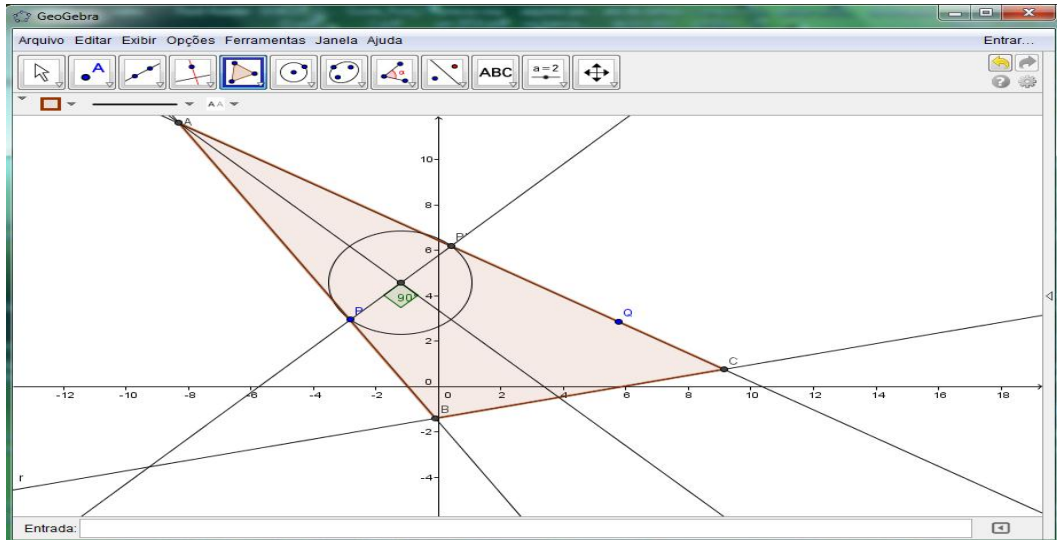 GeoGebra
Arquivo Editar Exibir Opções Ferramentas Janela Ajuda
Entrar...
A
ABC
a=2
α
A A
A
10
8
P'
6
90°
4
P
Q
2
C
0
-12 -10 -8 -6 -4 -2 0 2 4 6 8 10 12 14 16 18
B
-2
r
-4
Entrada: